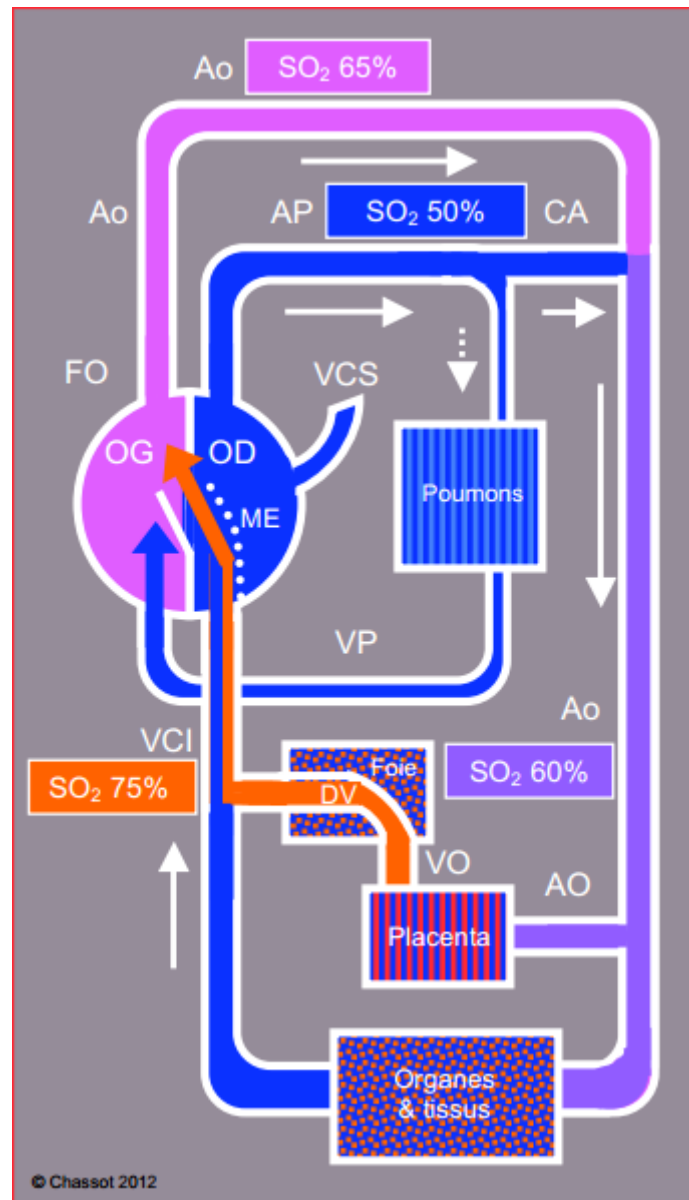 Ao SO₂ 65%
Ao
AP SO₂ 50% CA
FO
VCS
OG OD
ME
Poumons
VP
Ao
VCI
SO₂ 75%
Foie
DV
SO₂ 60%
VO
AO
Placenta
Organes
& tissus
© Chassot 2012